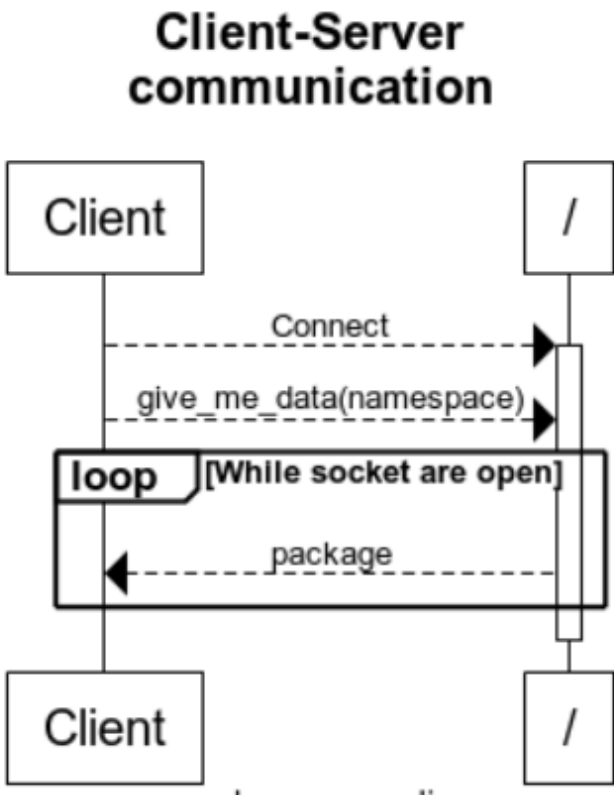 Client-Server
communication
Client
/
Connect
give_me_data(namespace)
loop
[While socket are open]
package
Client
/